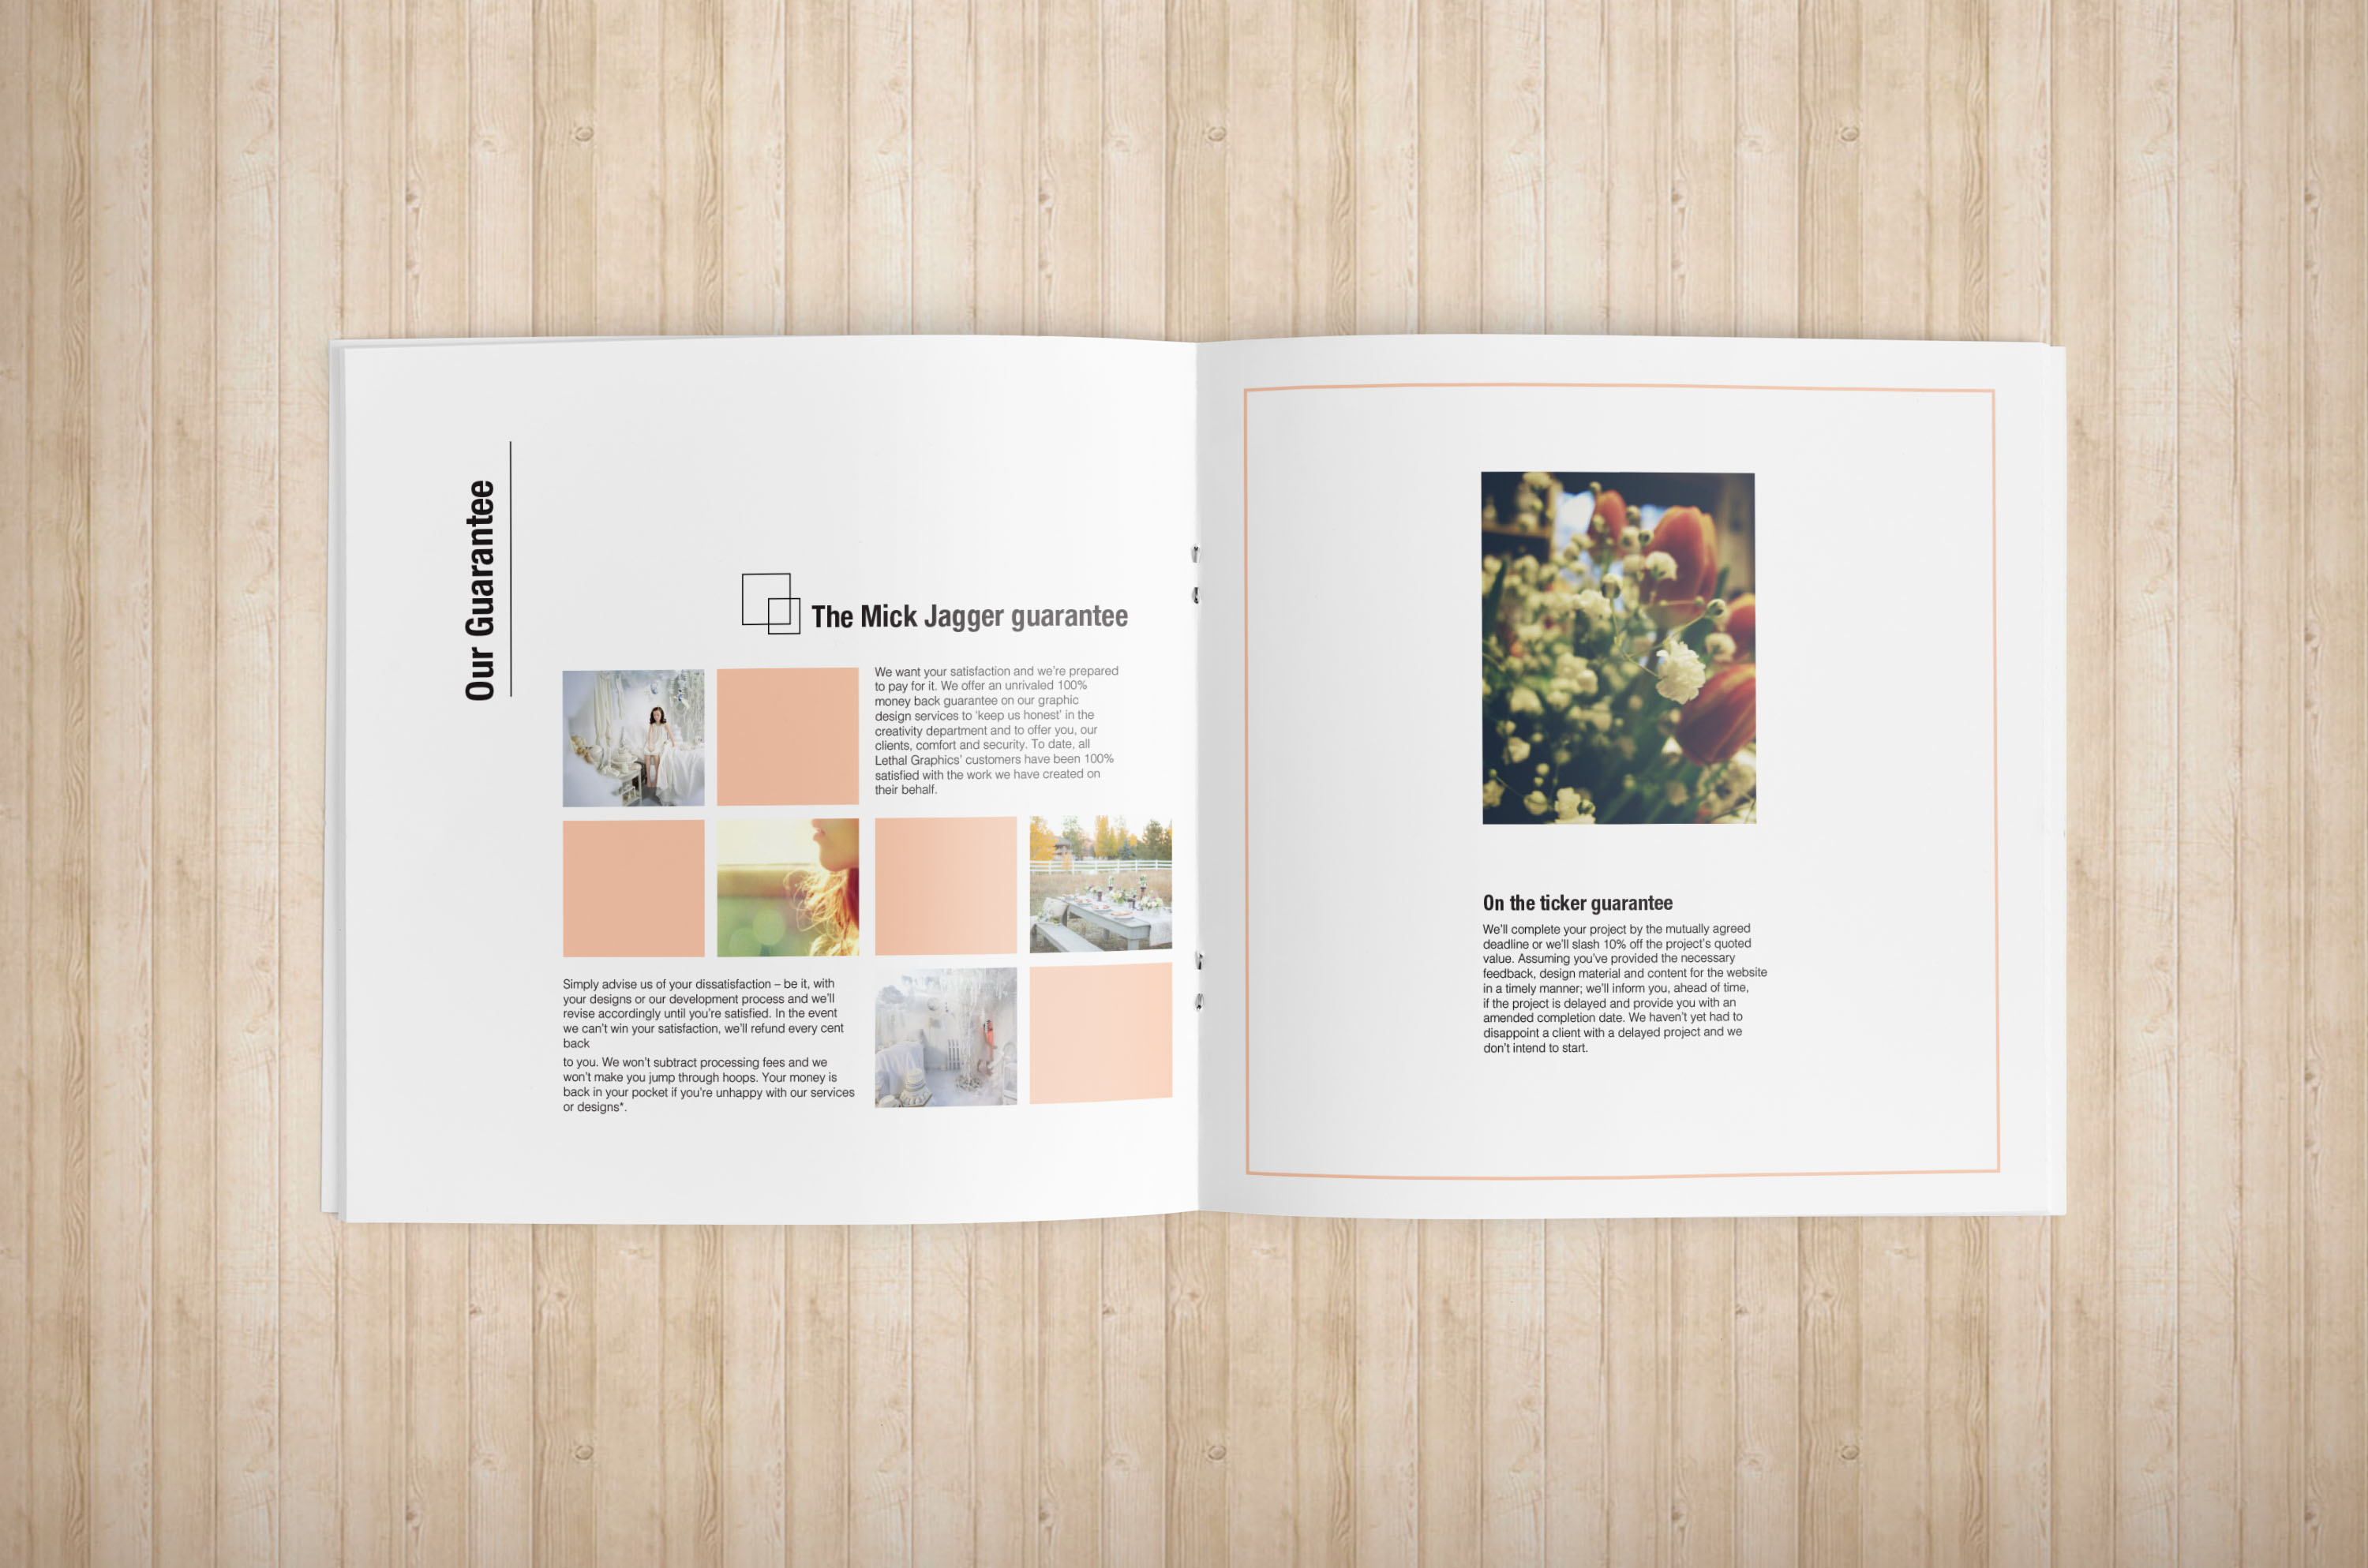 Our Guarantee
The Mick Jagger guarantee
We want your satisfaction and we're prepared
to pay for it. We offer an unrivaled 100%
money back guarantee on our graphic
design services to 'keep us honest' in the
creativity department and to offer you, our
clients, comfort and security. To date, all
Lethal Graphics' customers have been 100%
satisfied with the work we have created on
their behalf.
Simply advise us of your dissatisfaction – be it, with
your designs or our development process and we'll
revise accordingly until you're satisfied. In the event
we can't win your satisfaction, we'll refund every cent
back
to you. We won't subtract processing fees and we
won't make you jump through hoops. Your money is
back in your pocket if you're unhappy with our services
or designs*.
On the ticker guarantee
We'll complete your project by the mutually agreed
deadline or we'll slash 10% off the project's quoted
value. Assuming you've provided the necessary
feedback, design material and content for the website
in a timely manner; we'll inform you, ahead of time,
if the project is delayed and provide you with an
amended completion date. We haven't yet had to
disappoint a client with a delayed project and we
don't intend to start.